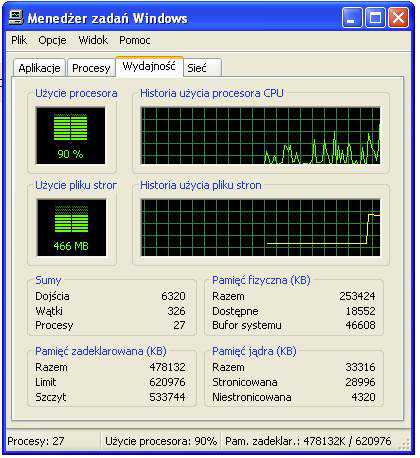 Menedżer zadań Windows
Plik Opcje Widok Pomoc
Aplikacje Procesy Wydajność Sieć
Użycie procesora
Historia użycia procesora CPU
90 %
Użycie pliku stron
Historia użycia pliku stron
466 MB
Sumy
Dojścia 6320
Wątki 326
Procesy 27
Pamięć fizyczna (KB)
Razem 253424
Dostępne 18552
Bufor systemu 46608
Pamięć zadeklarowana (KB)
Razem 478132
Limit 620976
Szczyt 533744
Pamięć jądra (KB)
Razem 33316
Stronicowana 28996
Niestronicowana 4320
Procesy: 27 Użycie procesora: 90% Pam. zadeklar.: 478132K / 620976